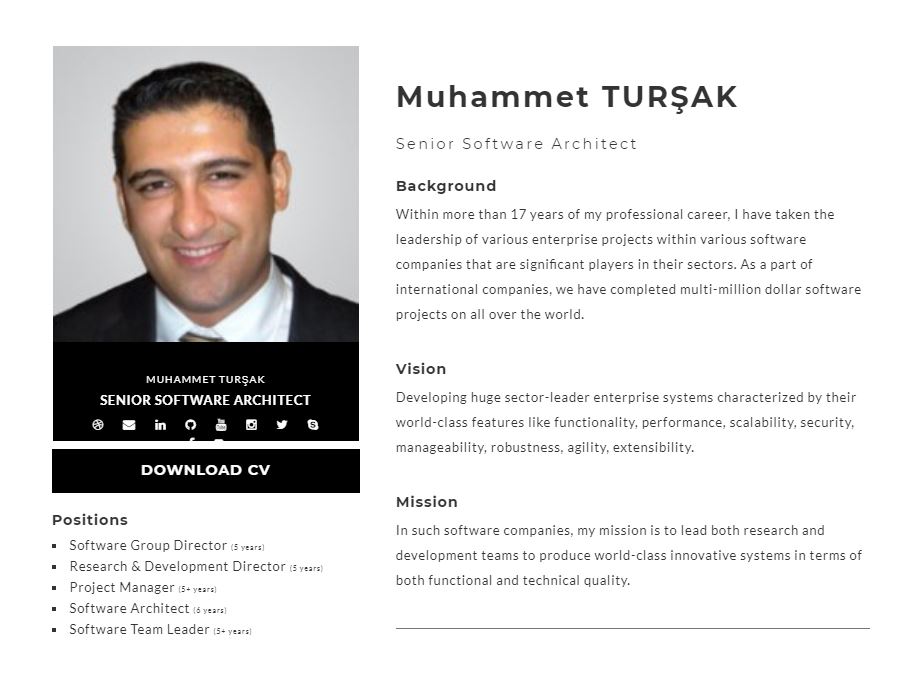 MUHAMMET TURŞAK
SENIOR SOFTWARE ARCHITECT
DOWNLOAD CV
Positions
Software Group Director (5 years)
Research & Development Director (5 years)
Project Manager (5+ years)
Software Architect (6 years)
Software Team Leader (5+ years)
Muhammet TURŞAK
Senior Software Architect
Background
Within more than 17 years of my professional career, I have taken the
leadership of various enterprise projects within various software
companies that are significant players in their sectors. As a part of
international companies, we have completed multi-million dollar software
projects on all over the world.
Vision
Developing huge sector-leader enterprise systems characterized by their
world-class features like functionality, performance, scalability, security,
manageability, robustness, agility, extensibility.
Mission
In such software companies, my mission is to lead both research and
development teams to produce world-class innovative systems in terms of
both functional and technical quality.